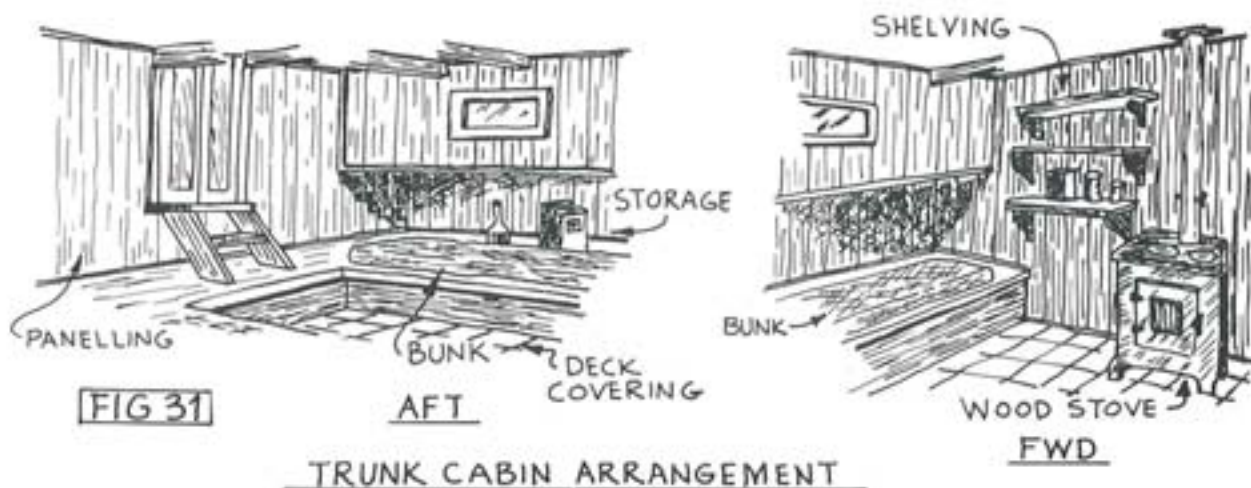 SHELVING
STORAGE
PANELLING
BUNK
DECK
COVERING
BUNK
WOOD STOVE
FIG 31
AFT
FWD
TRUNK CABIN ARRANGEMENT